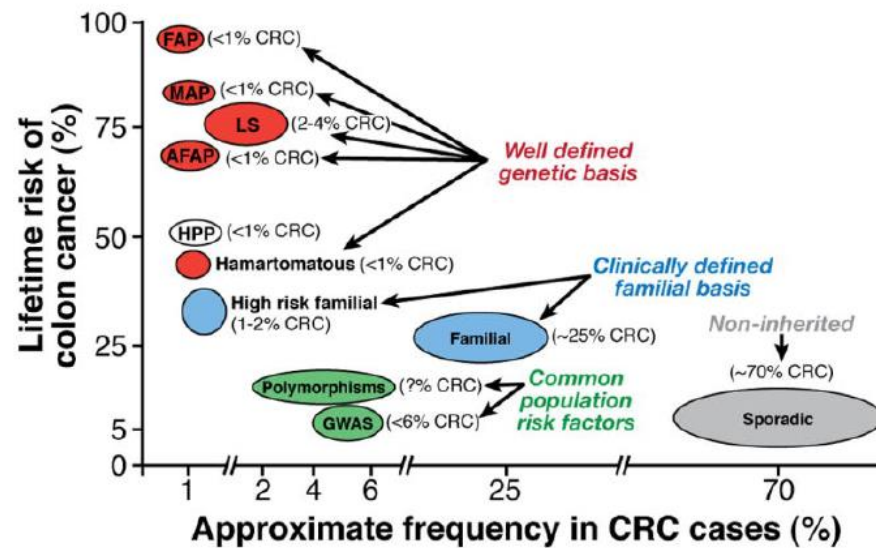 100
75
50
25
5
0
Lifetime risk of
colon cancer (%)
FAP (<1% CRC)
MAP (<1% CRC)
LS (2-4% CRC)
AFAP (<1% CRC)
Well defined
genetic basis
HPP (<1% CRC)
Hamartomatous (<1% CRC)
High risk familial
(1-2% CRC)
Clinically defined
familial basis
Familial (~25% CRC)
Non-inherited
(~70% CRC)
Sporadic
Polymorphisms (?% CRC)
GWAS (<6% CRC)
Common
population
risk factors
1 2 4 6 25 70
Approximate frequency in CRC cases (%)